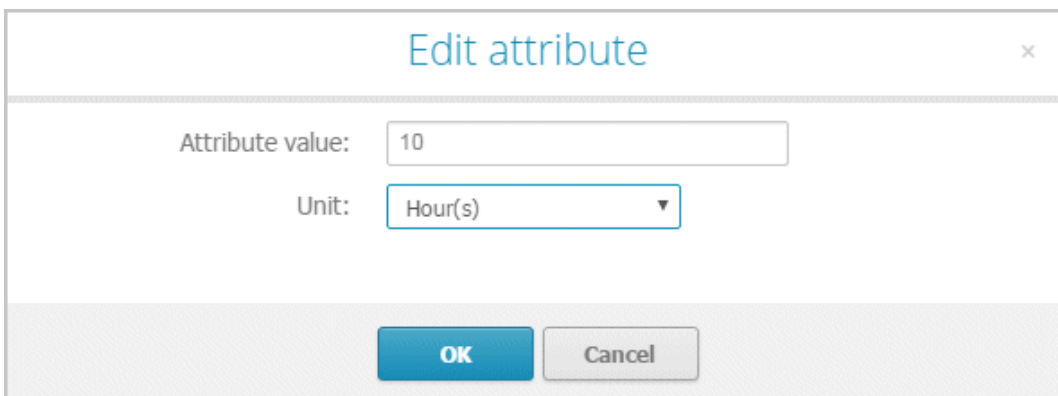 Edit attribute ×
Attribute value: 10
Unit: Hour(s) ▼
OK Cancel